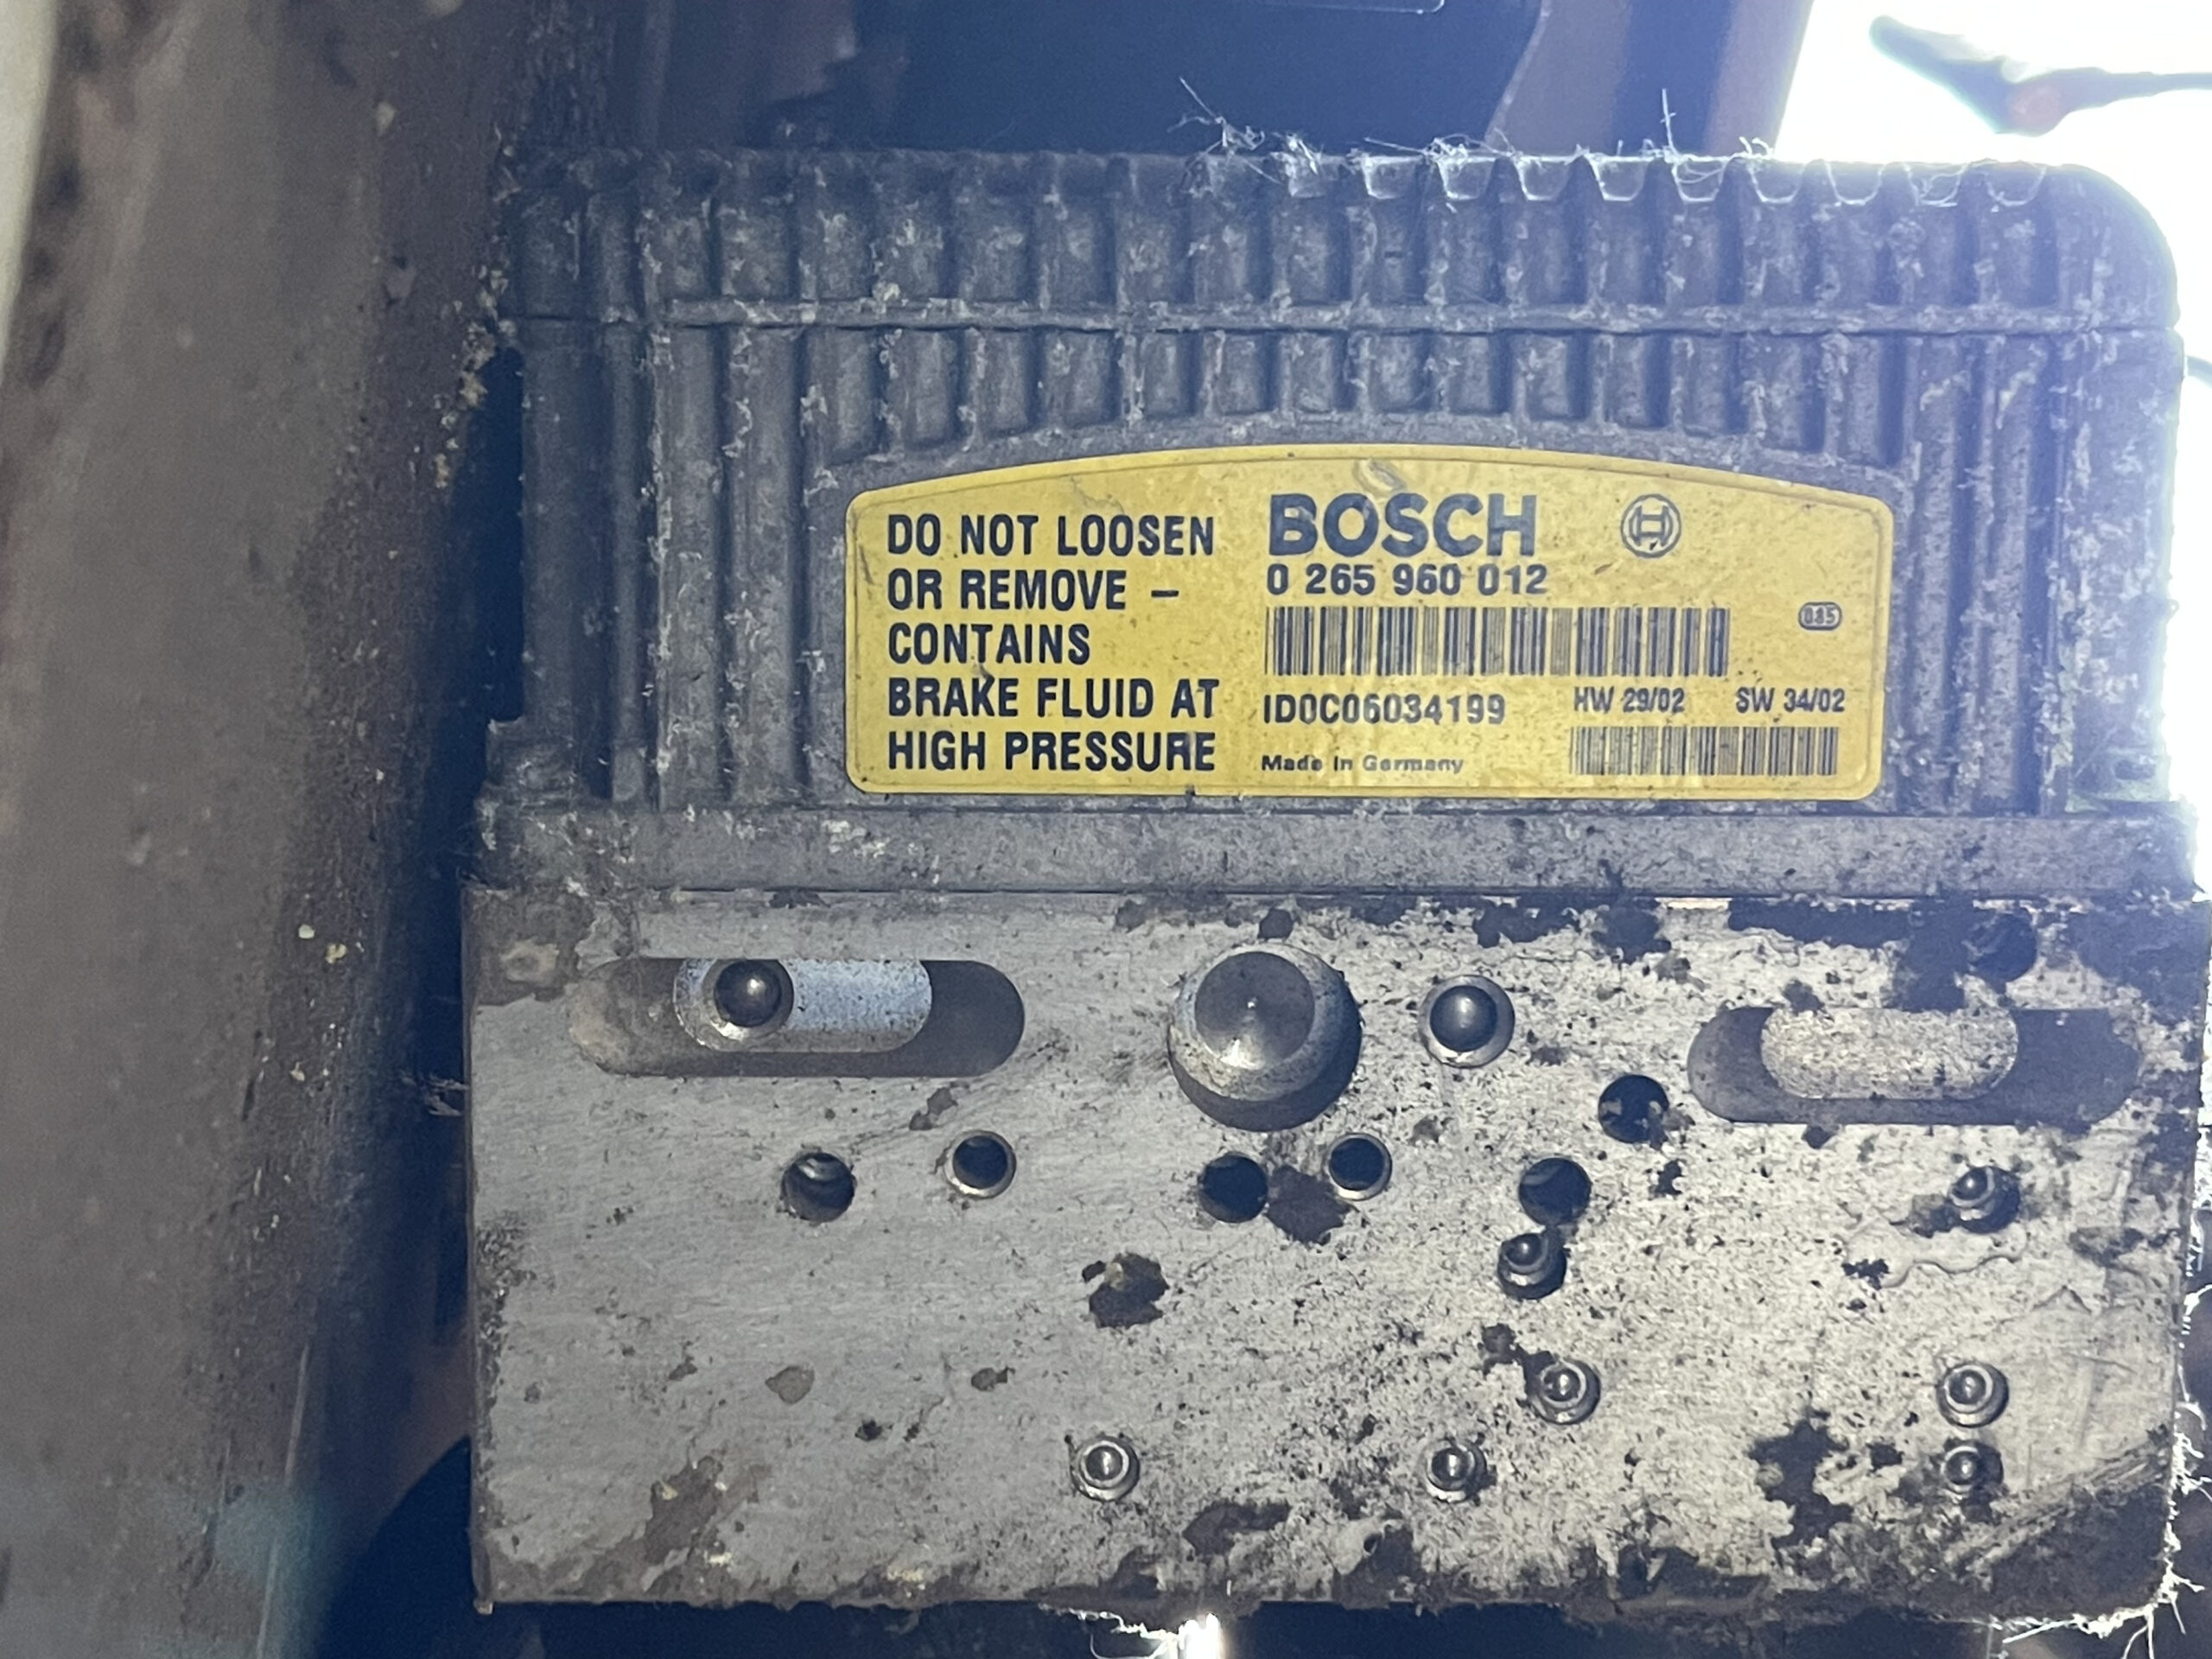 DO NOT LOOSEN
OR REMOVE –
CONTAINS
BRAKE FLUID AT
HIGH PRESSURE
BOSCH
0 265 960 012
085
ID0C06034199
HW 29/02 SW 34/02
Made in Germany